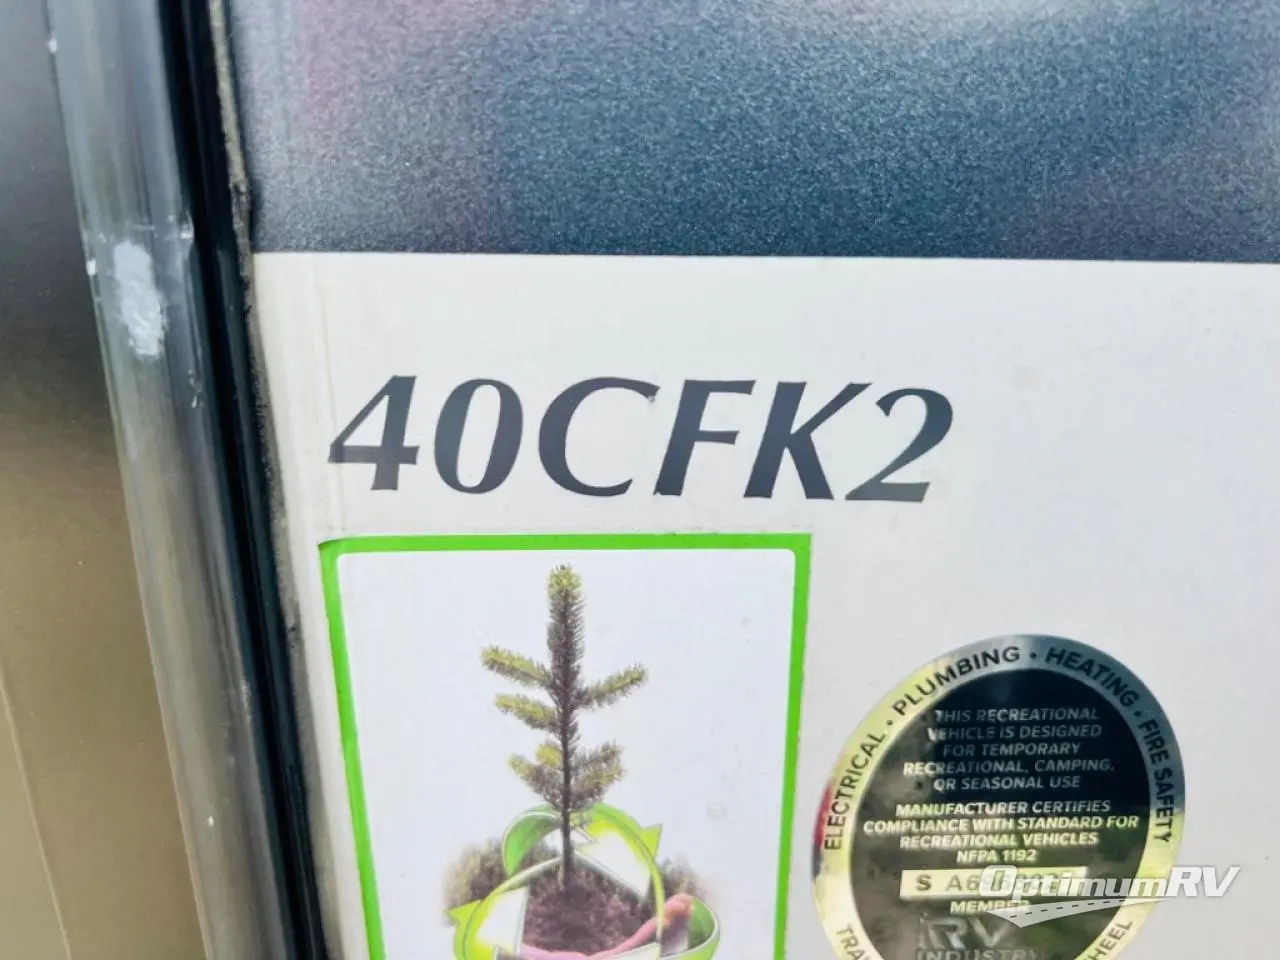 40CFK2
ELECTRICAL • PLUMBING • HEATING • FIRE SAFETY
THIS RECREATIONAL
VEHICLE IS DESIGNED
FOR TEMPORARY
RECREATIONAL, CAMPING,
OR SEASONAL USE
MANUFACTURER CERTIFIES
COMPLIANCE WITH STANDARD FOR
RECREATIONAL VEHICLES
NFPA 1192
S
OptimumRV
MEMBER
RV
INDUSTRY